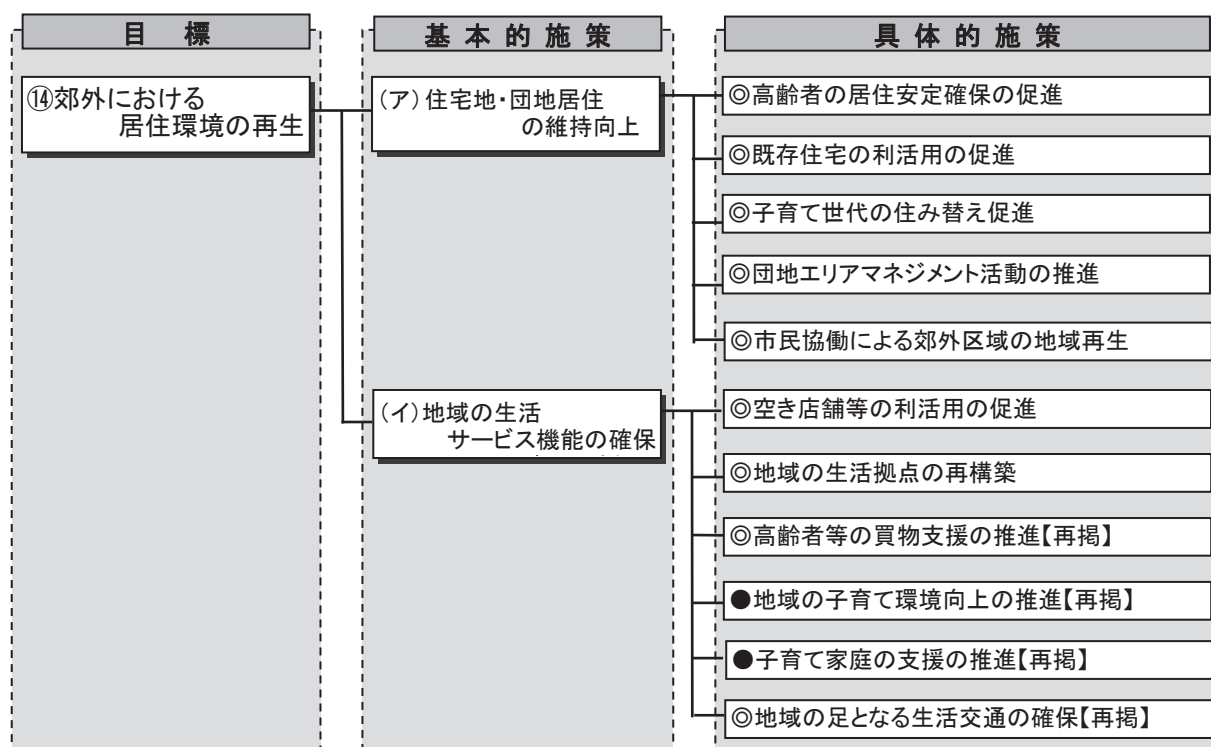 目標
基本的施策
具体的施策
⑭郊外における
居住環境の再生
(ア)住宅地・団地居住
の維持向上
◎高齢者の居住安定確保の促進
◎既存住宅の利活用の促進
◎子育て世代の住み替え促進
◎団地エリアマネジメント活動の推進
◎市民協働による郊外区域の地域再生
(イ)地域の生活
サービス機能の確保
◎空き店舗等の利活用の促進
◎地域の生活拠点の再構築
◎高齢者等の買物支援の推進【再掲】
●地域の子育て環境向上の推進【再掲】
●子育て家庭の支援の推進【再掲】
◎地域の足となる生活交通の確保【再掲】